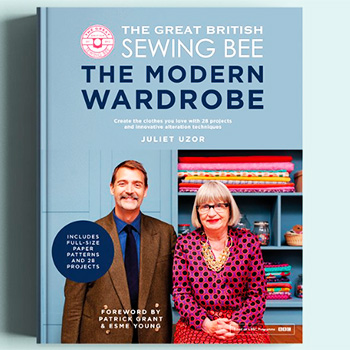 THE GREAT BRITISH
SEWING BEE
THE MODERN
WARDROBE
Create the clothes you love with 28 projects
and innovative alteration techniques
JULIET UZOR
INCLUDES
FULL-SIZE
PAPER
PATTERNS
AND 28
PROJECTS
FOREWORD BY
PATRICK GRANT
& ESME YOUNG
BBC